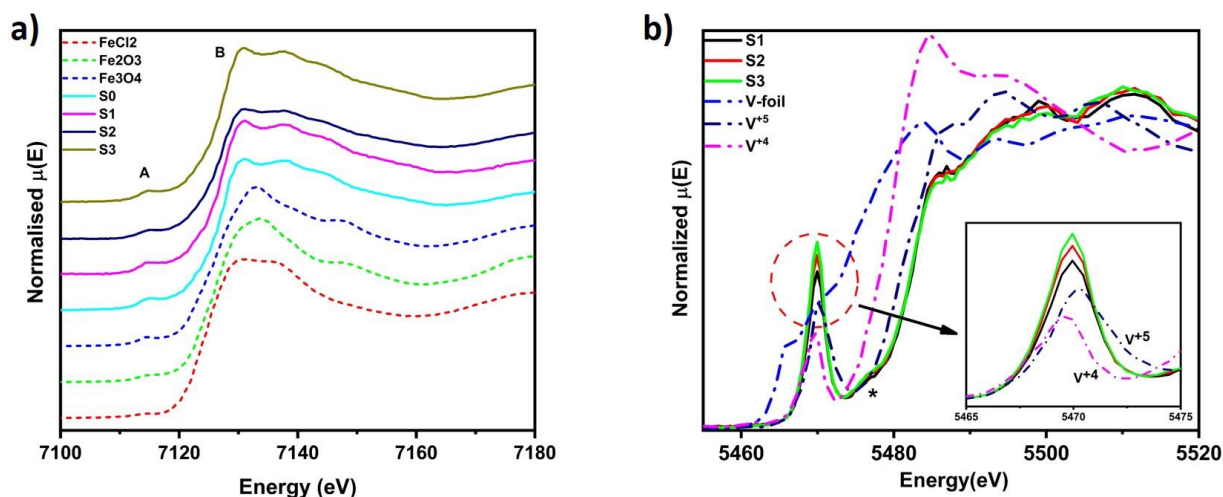 a)
FeCl2
Fe2O3
Fe3O4
S0
S1
S2
S3
A
B
Normalised μ(E)
7100 7120 7140 7160 7180
Energy (eV)
b)
S1
S2
S3
V-foil
V+5
V+4
Normalized μ(E)
*
V+5
V+4
5465 5470 5475
5460 5480 5500 5520
Energy(eV)